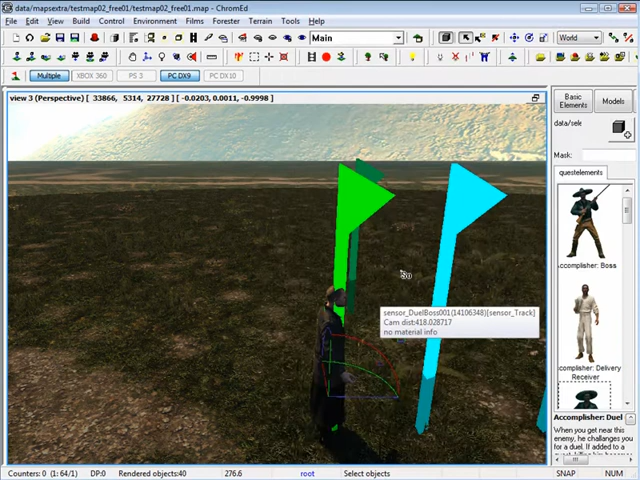 data/mapsextra/testmap02_free01/testmap02_free01.map - ChromEd
File Edit View Build Control Environment Films Forester Terrain Tools Help
Main
World
Multiple XBOX 360 PS 3 PC DX9 PC DX10
view 3 (Perspective) [ 33866, 5314, 27728 ] [ -0.0203, 0.0011, -0.9998 ]
Basic Elements
Models
data/sele
Mask:
questelements
Accomplisher: Boss
ccomplisher: Delivery
Receiver
Accomplisher: Duel
When you get near this
enemy, he challenges you
for a duel. If added to a
sensor_DuelBoss001(14106348)[sensor_Track]
Cam dist:418.028717
no material info
Counters: 0 (1: 64/1) DP:0 Rendered objects:40 276.6 root Select objects SNAP SNAP